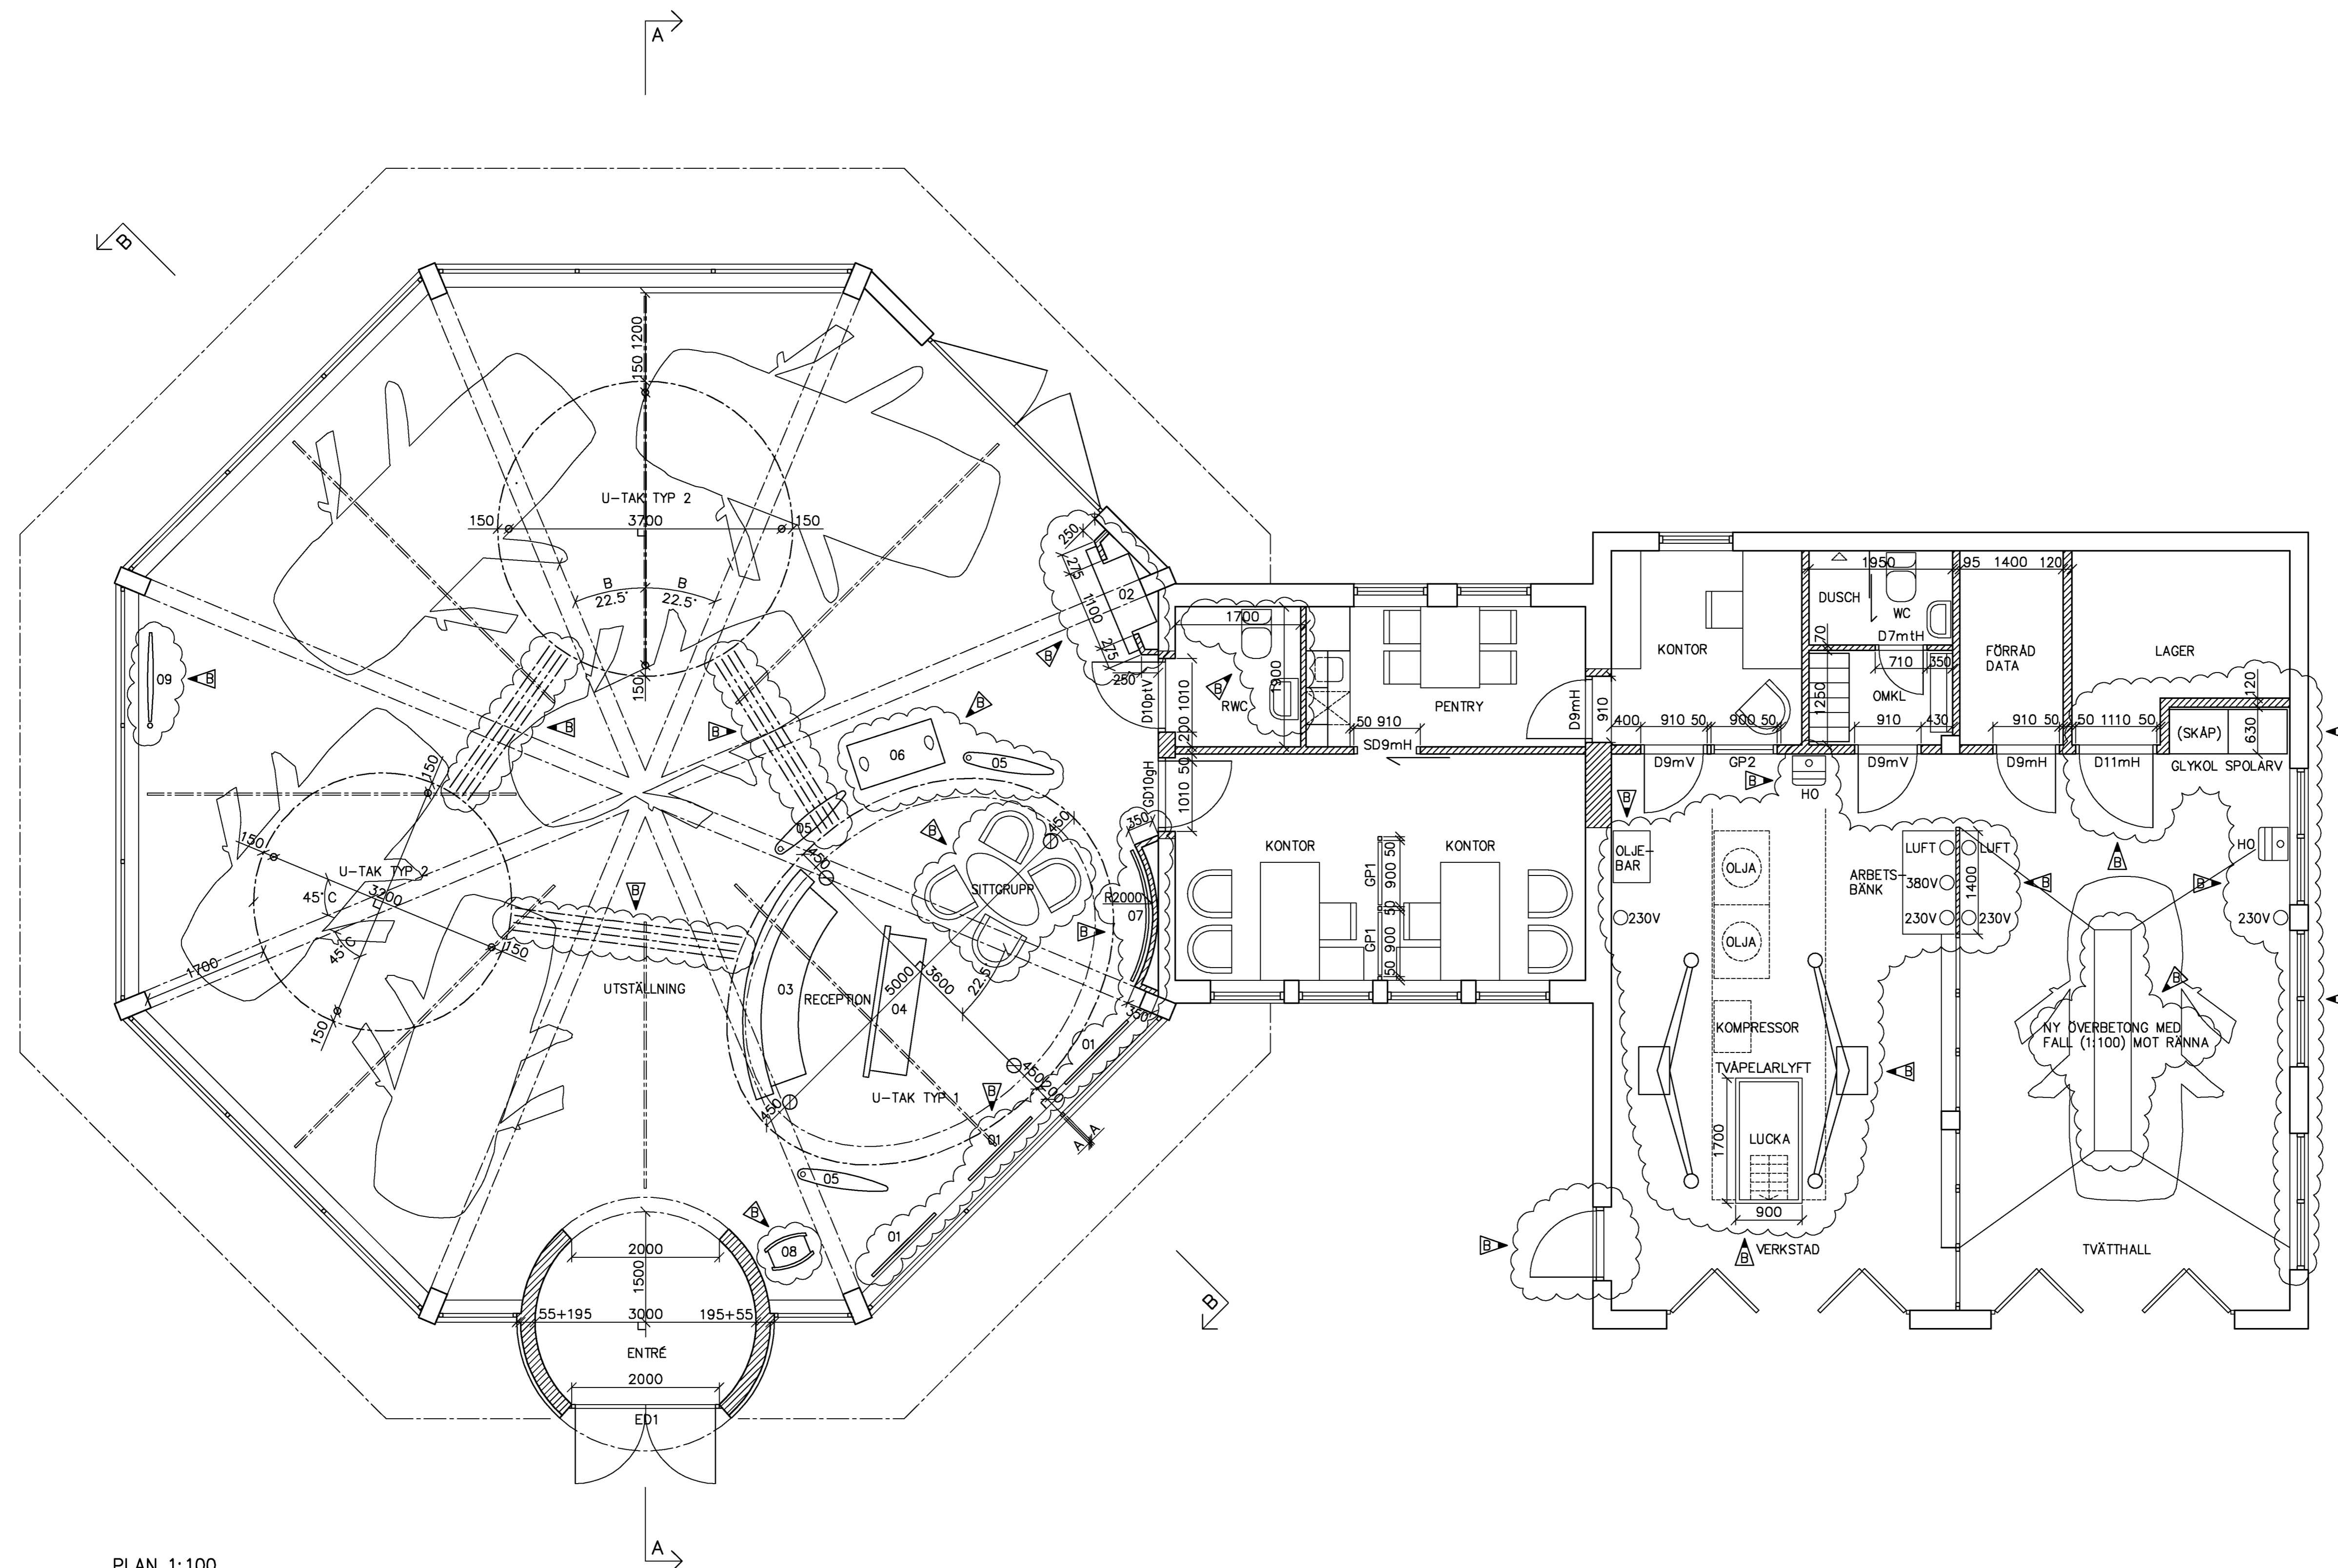 A
B
150 1200
U-TAK TYP 2
150
3700
150
B
B
22.5°
22.5°
150
250
275
1100
275
250
02
B
09
B
B
B
B
06
05
05
150
150
U-TAK TYP 2
45°C
3200
45°C
150
150
1700
UTSTÄLLNING
B
B
SITTGRUPP
450
450
350
R2000
07
B
03
RECEPTION
04
5000
3600
22.5°
350
01
450
200
U-TAK TYP 1
450
B
01
A
A
05
B
08
01
2000
1500
55+195
3000
195+55
ENTRÉ
2000
ED1
B
A
PLAN 1:100
1700
1900
B
RWC
D10ptV
200 1010
GD10gH
1010 50
PENTRY
50 910
SD9mH
D9mH
910
KONTOR
KONTOR
GP1
GP1
50 900 50 900 50
KONTOR
400
910 50
900 50
D9mV
GP2
1950
DUSCH
WC
D7mtH
70
710
350
1250
OMKL
910
430
D9mV
95 1400 120
FÖRRÅD
DATA
910 50
D9mH
LAGER
50 1110 50
D11mH
120
(SKÅP)
630
GLYKOL SPOLARV
B
HO
B
OLJE-
BAR
230V
OLJA
OLJA
ARBETS-
BÄNK
LUFT
LUFT
380V
1400
230V
230V
B
B
B
HO
230V
KOMPRESSOR
TVÅPELARLYFT
B
LUCKA
1700
900
B
B
VERKSTAD
B
NY ÖVERBETONG MED
FALL (1:100) MOT RÄNNA
TVÄTTHALL